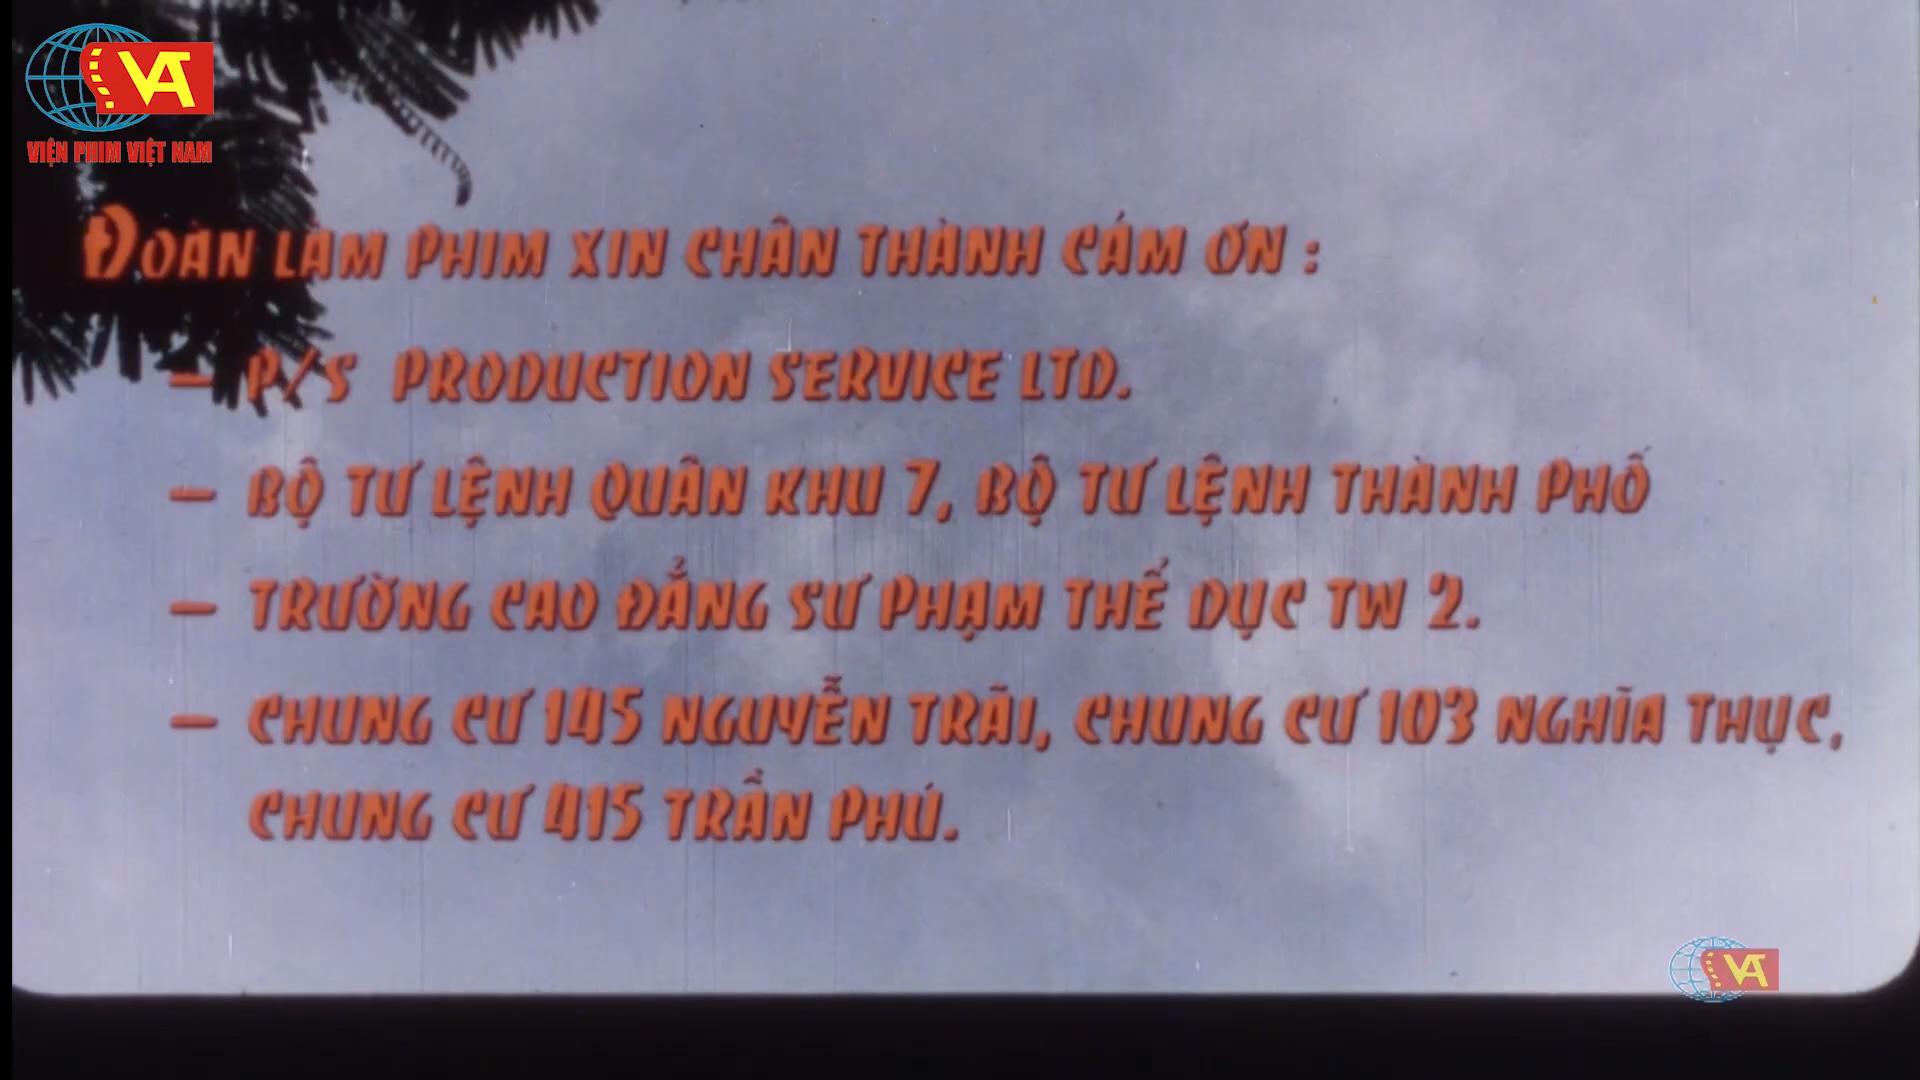 VIỆN PHIM VIỆT NAM
ĐOÀN LÀM PHIM XIN CHÂN THÀNH CÁM ƠN :
– P/S PRODUCTION SERVICE LTD.
– BỘ TƯ LỆNH QUÂN KHU 7, BỘ TƯ LỆNH THÀNH PHỐ
– TRƯỜNG CAO ĐẲNG SƯ PHẠM THỂ DỤC TW 2.
– CHUNG CƯ 145 NGUYỄN TRÃI, CHUNG CƯ 103 NGHĨA THỤC,
CHUNG CƯ 415 TRẦN PHÚ.